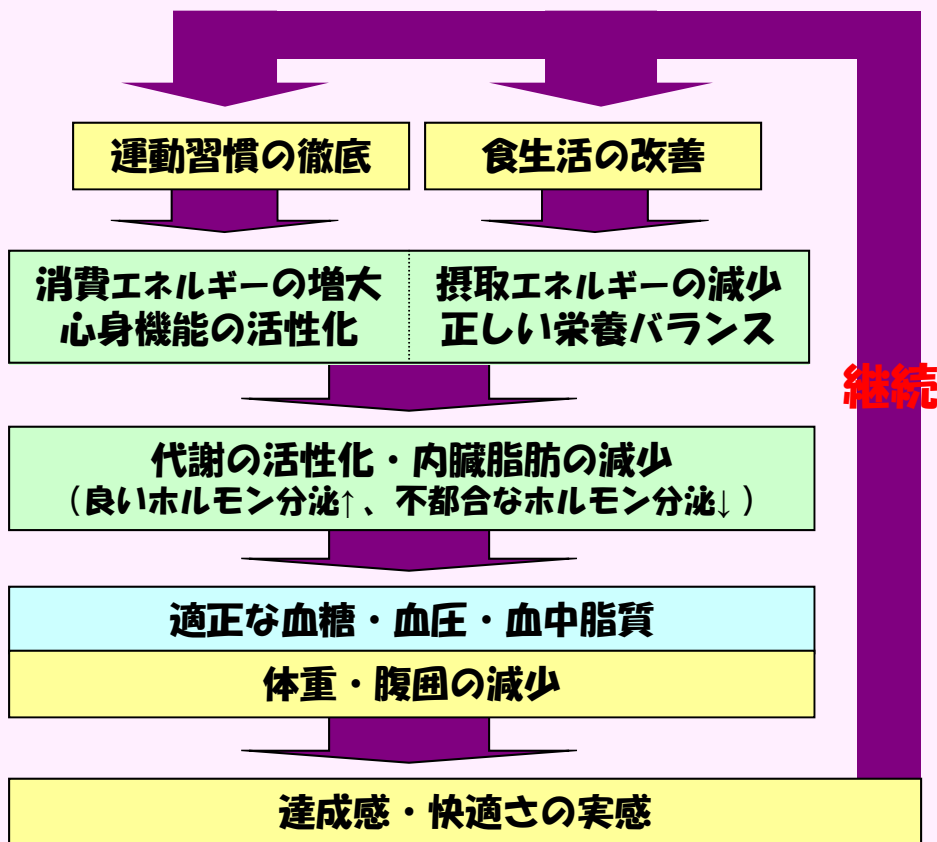 運動習慣の徹底
食生活の改善
消費エネルギーの増大
心身機能の活性化
摂取エネルギーの減少
正しい栄養バランス
継続
代謝の活性化・内臓脂肪の減少
（良いホルモン分泌↑、不都合なホルモン分泌↓）
適正な血糖・血圧・血中脂質
体重・腹囲の減少
達成感・快適さの実感